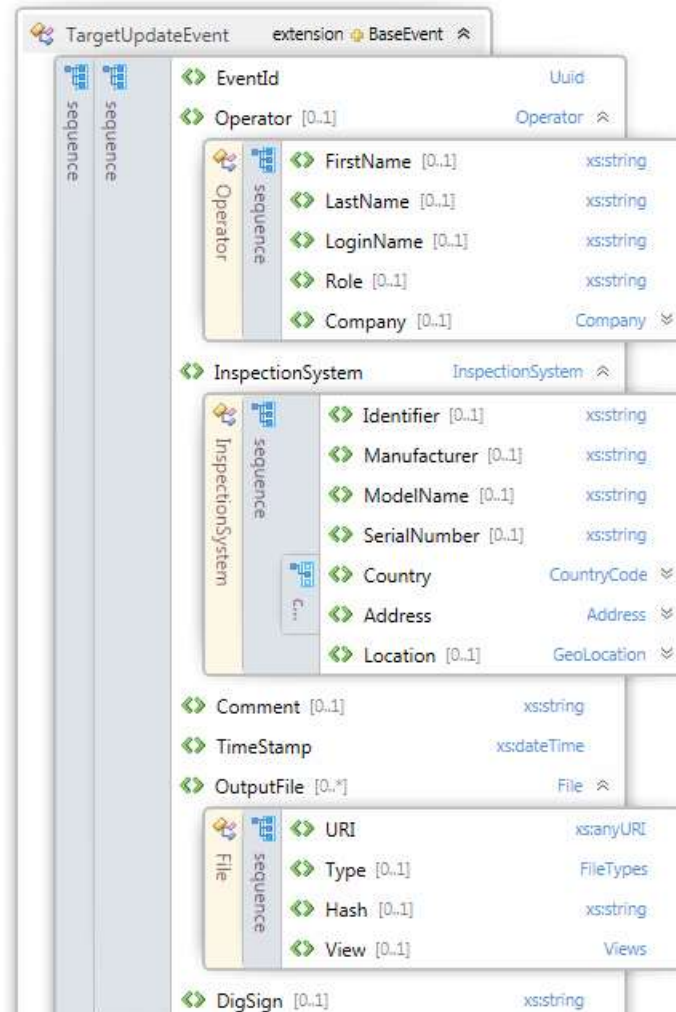 TargetUpdateEvent extension BaseEvent
sequence
sequence
EventId Uuid
Operator [0..1] Operator
Operator
sequence
FirstName [0..1] xs:string
LastName [0..1] xs:string
LoginName [0..1] xs:string
Role [0..1] xs:string
Company [0..1] Company
InspectionSystem InspectionSystem
InspectionSystem
sequence
Identifier [0..1] xs:string
Manufacturer [0..1] xs:string
ModelName [0..1] xs:string
SerialNumber [0..1] xs:string
c...
Country CountryCode
Address Address
Location [0..1] GeoLocation
Comment [0..1] xs:string
TimeStamp xs:dateTime
OutputFile [0..*] File
File
sequence
URI xs:anyURI
Type [0..1] FileTypes
Hash [0..1] xs:string
View [0..1] Views
DigSign [0..1] xs:string